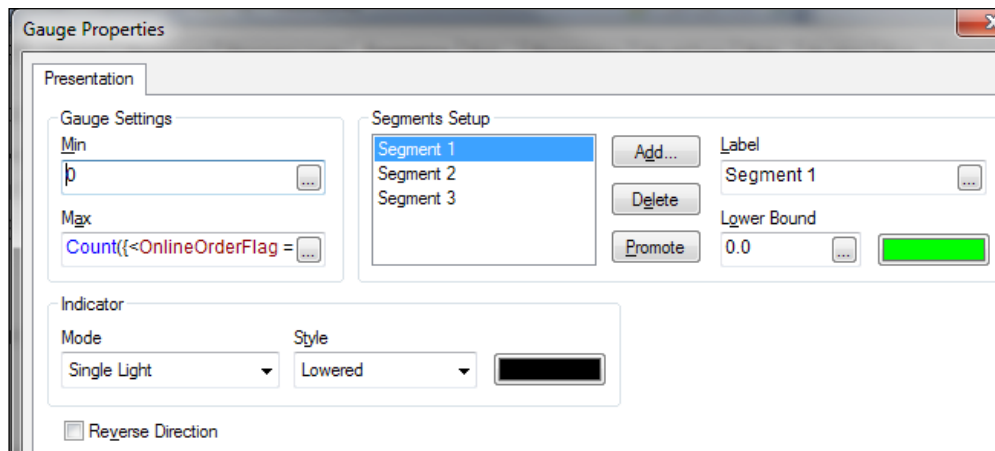 Gauge Properties
Presentation
Gauge Settings
Min
0
...
Max
Count({<OnlineOrderFlag =
...
Segments Setup
Segment 1
Segment 2
Segment 3
Add...
Delete
Promote
Label
Segment 1
...
Lower Bound
0.0
...
Indicator
Mode
Single Light
Style
Lowered
Reverse Direction